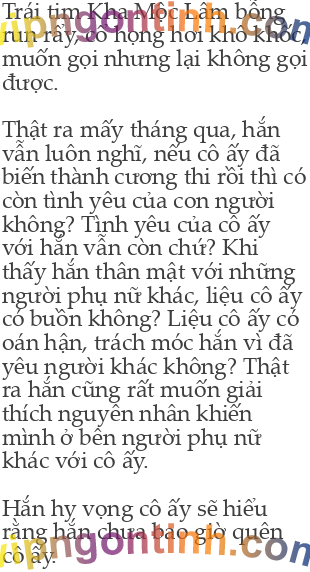 Trái tim Kha Mộc Lâm bỗng
run rẩy, cổ họng hơi khô khốc,
muốn gọi nhưng lại không gọi
được.
Thật ra mấy tháng qua, hắn
vẫn luôn nghĩ, nếu cô ấy đã
biến thành cương thi rồi thì có
còn tình yêu của con người
không? Tình yêu của cô ấy
với hắn vẫn còn chứ? Khi
thấy hắn thân mật với những
người phụ nữ khác, liệu cô ấy
có buồn không? Liệu cô ấy có
oán hận, trách móc hắn vì đã
yêu người khác không? Thật
ra hắn cũng rất muốn giải
thích nguyên nhân khiến
mình ở bên người phụ nữ
khác với cô ấy.
Hắn hy vọng cô ấy sẽ hiểu
rằng hắn chưa bao giờ quên
cô ấy.
vipngontinh.com
vipngontinh.com